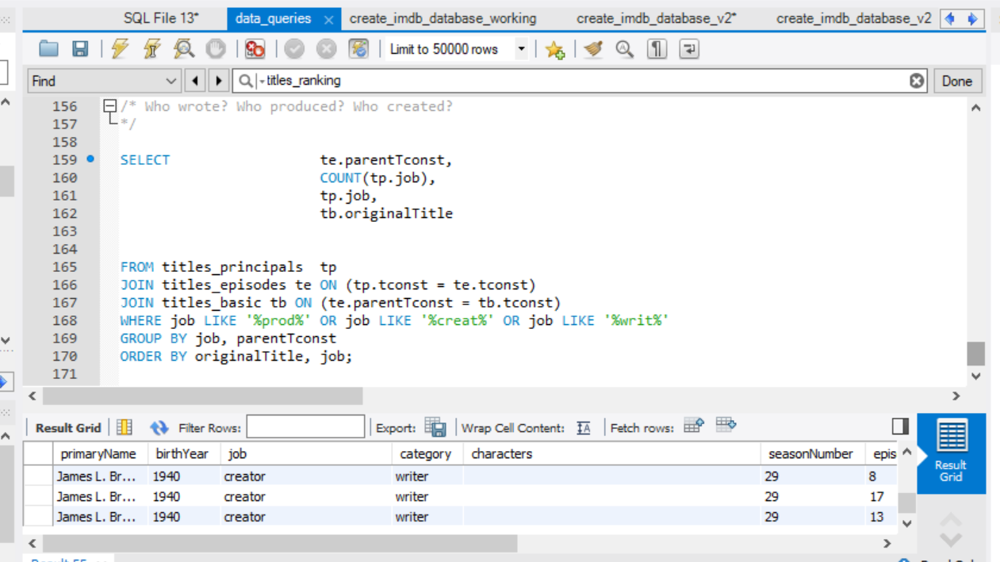 SQL File 13* data_queries create_imdb_database_working create_imdb_database_v2* create_imdb_database_v2
Limit to 50000 rows
Find titles_ranking Done
156 /* Who wrote? Who produced? Who created?
157 */
158
159 SELECT te.parentTconst,
160 COUNT(tp.job),
161 tp.job,
162 tb.originalTitle
163
164
165 FROM titles_principals tp
166 JOIN titles_episodes te ON (tp.tconst = te.tconst)
167 JOIN titles_basic tb ON (te.parentTconst = tb.tconst)
168 WHERE job LIKE '%prod%' OR job LIKE '%creat%' OR job LIKE '%writ%'
169 GROUP BY job, parentTconst
170 ORDER BY originalTitle, job;
171
Result Grid Filter Rows: Export: Wrap Cell Content: Fetch rows:
primaryName birthYear job category characters seasonNumber epis
James L. Br... 1940 creator writer 29 8
James L. Br... 1940 creator writer 29 17
James L. Br... 1940 creator writer 29 13
Result
Grid